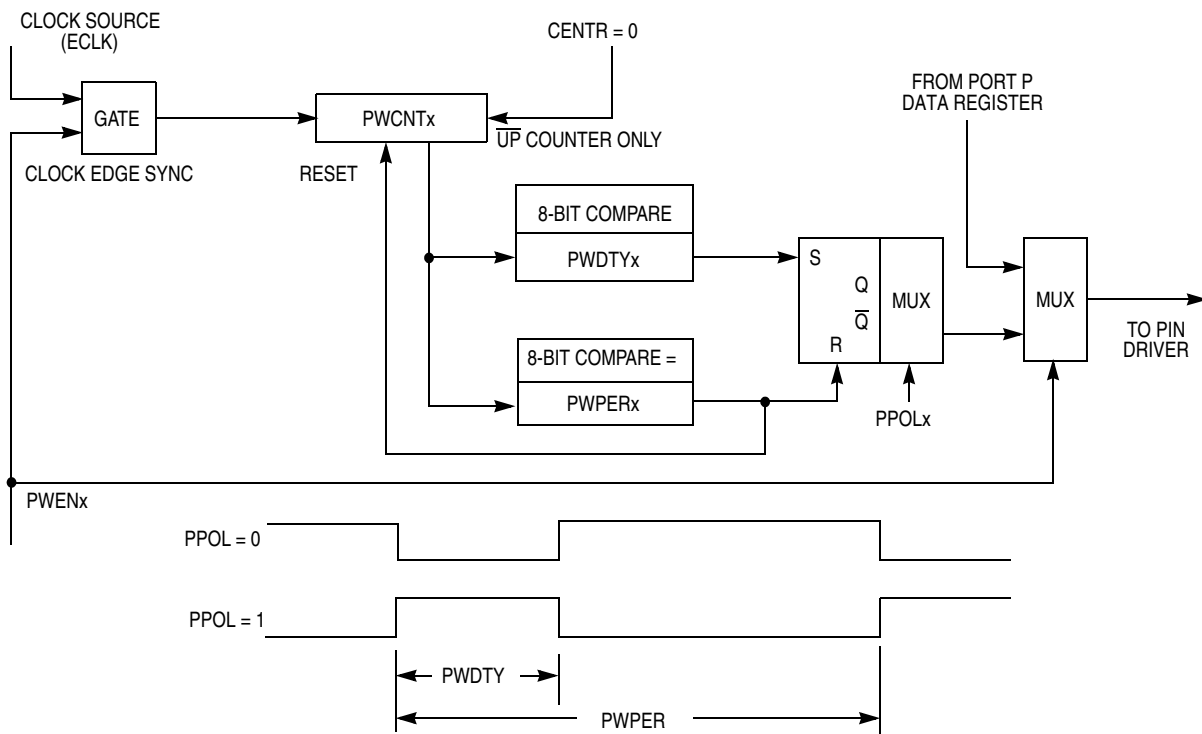 CLOCK SOURCE
(ECLK)
CENTR = 0
FROM PORT P
DATA REGISTER
GATE
PWCNTx
U̅P̅ COUNTER ONLY
CLOCK EDGE SYNC
RESET
8-BIT COMPARE
PWDTYx
S
Q
Q̅
R
MUX
MUX
TO PIN
DRIVER
8-BIT COMPARE =
PWPERx
PPOLx
PWENx
PPOL = 0
PPOL = 1
PWDTY
PWPER